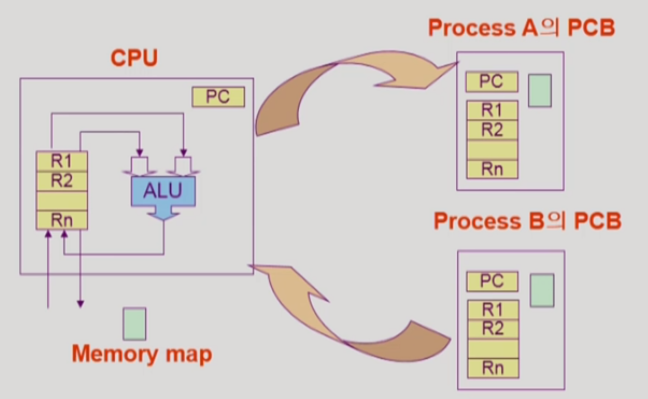 Process A의 PCB
CPU
PC
R1
R2
Rn
ALU
Memory map
PC
R1
R2
Rn
Process B의 PCB
PC
R1
R2
Rn